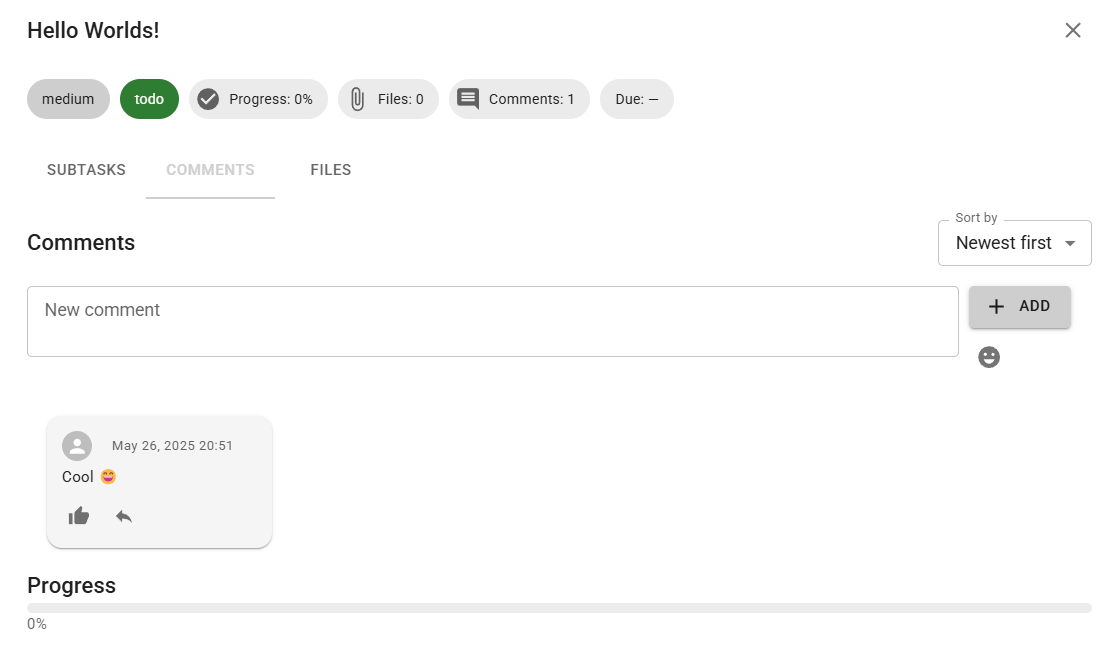 Hello Worlds!
medium
todo
Progress: 0%
Files: 0
Comments: 1
Due: —
SUBTASKS
COMMENTS
FILES
Comments
Sort by
Newest first
New comment
ADD
May 26, 2025 20:51
Cool 😄
Progress
0%